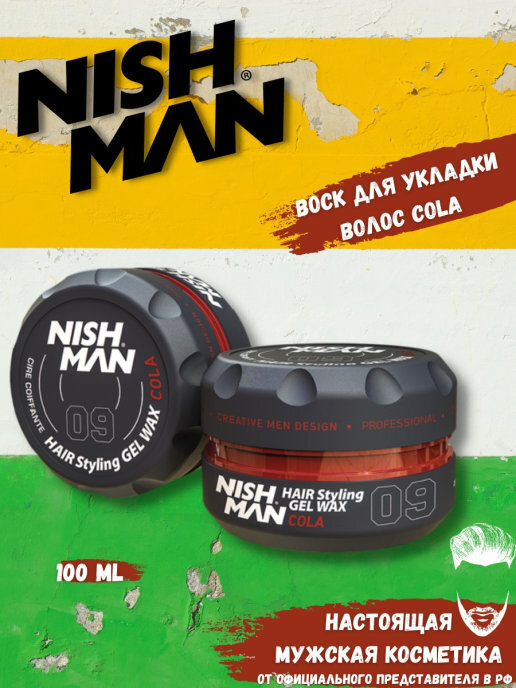 NISH
MAN®
ВОСК ДЛЯ УКЛАДКИ
ВОЛОС COLA
NISH
MAN
CIRE COIFFANTE
09
HAIR Styling GEL WAX COLA
• CREATIVE MEN DESIGN • PROFESSIONAL •
NISH
MAN
HAIR Styling
GEL WAX
COLA
09
100 ML
НАСТОЯЩАЯ
МУЖСКАЯ КОСМЕТИКА
ОТ ОФИЦИАЛЬНОГО ПРЕДСТАВИТЕЛЯ В РФ